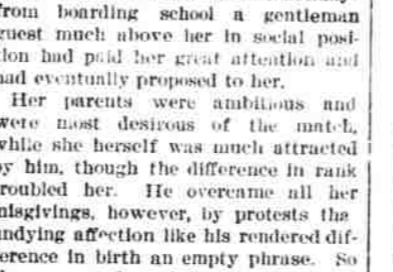 from boarding school a gentleman
guest much above her in social posi-
tion had paid her great attention and
had eventually proposed to her.
Her parents were ambitious and
were most desirous of the match,
while she herself was much attracted
by him, though the difference in rank
troubled her. He overcame all her
misgivings, however, by protests tha
undying affection like his rendered dif-
ference in birth an empty phrase. So